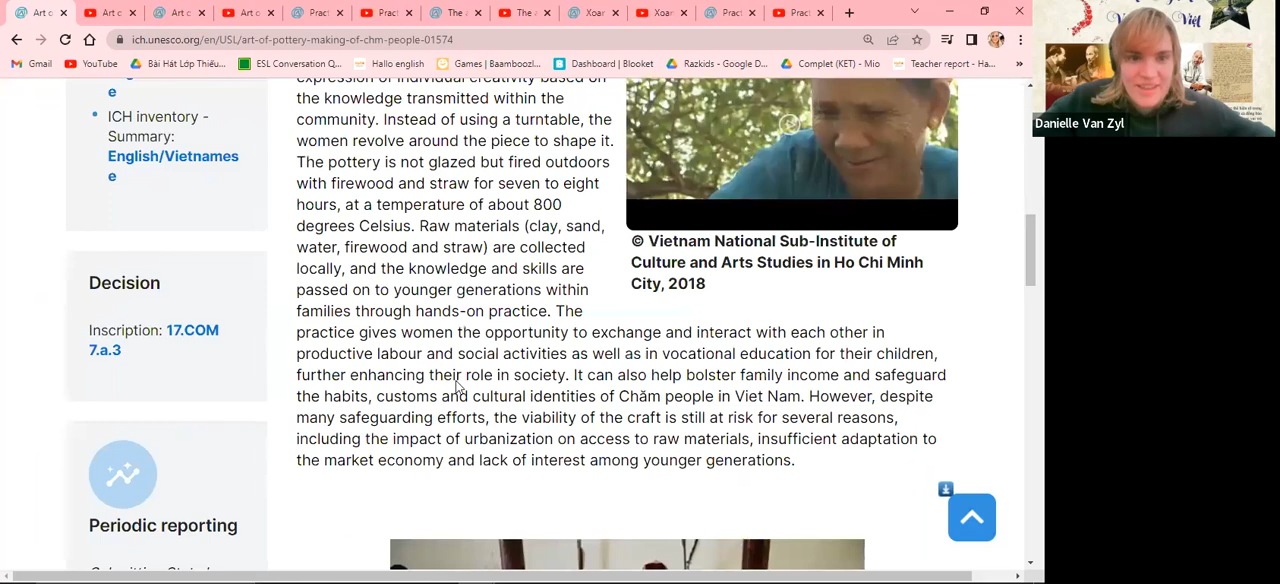 Art c
Art c
Art c
Art c
Pract
Pract
The A
The A
Xoan
Xoan
Pract
Pract
ich.unesco.org/en/USL/art-of-pottery-making-of-chm-people-01574
Gmail
YouTube
Bài Hát Lớp Thiếu...
ESL Conversation Q...
Hallo english
Games | Baamboozl...
Dashboard | Blooket
Razkids - Google D...
Complet (KET) - Mio
Teacher report - Ha...
e
ICH inventory -
Summary:
English/Vietnames
e
Decision
Inscription: 17.COM
7.a.3
Periodic reporting
expression of individual creativity based on
the knowledge transmitted within the
community. Instead of using a turntable, the
women revolve around the piece to shape it.
The pottery is not glazed but fired outdoors
with firewood and straw for seven to eight
hours, at a temperature of about 800
degrees Celsius. Raw materials (clay, sand,
water, firewood and straw) are collected
locally, and the knowledge and skills are
passed on to younger generations within
families through hands-on practice. The
practice gives women the opportunity to exchange and interact with each other in
productive labour and social activities as well as in vocational education for their children,
further enhancing their role in society. It can also help bolster family income and safeguard
the habits, customs and cultural identities of Chăm people in Viet Nam. However, despite
many safeguarding efforts, the viability of the craft is still at risk for several reasons,
including the impact of urbanization on access to raw materials, insufficient adaptation to
the market economy and lack of interest among younger generations.
© Vietnam National Sub-Institute of
Culture and Arts Studies in Ho Chi Minh
City, 2018
Danielle Van Zyl